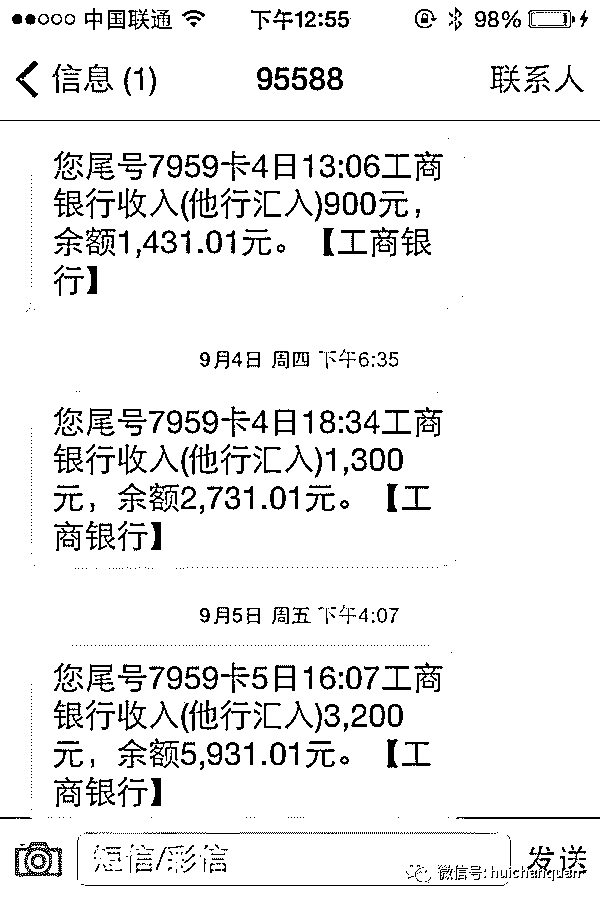 中国联通 下午12:55 98%
信息 (1) 95588 联系人
您尾号7959卡4日13:06工商
银行收入(他行汇入)900元，
余额1,431.01元。【工商银
行】
9月4日 周四 下午6:35
您尾号7959卡4日18:34工商
银行收入(他行汇入)1,300
元，余额2,731.01元。【工
商银行】
9月5日 周五 下午4:07
您尾号7959卡5日16:07工商
银行收入(他行汇入)3,200
元，余额5,931.01元。【工
商银行】
短信/彩信 发送
微信号: huichanquan